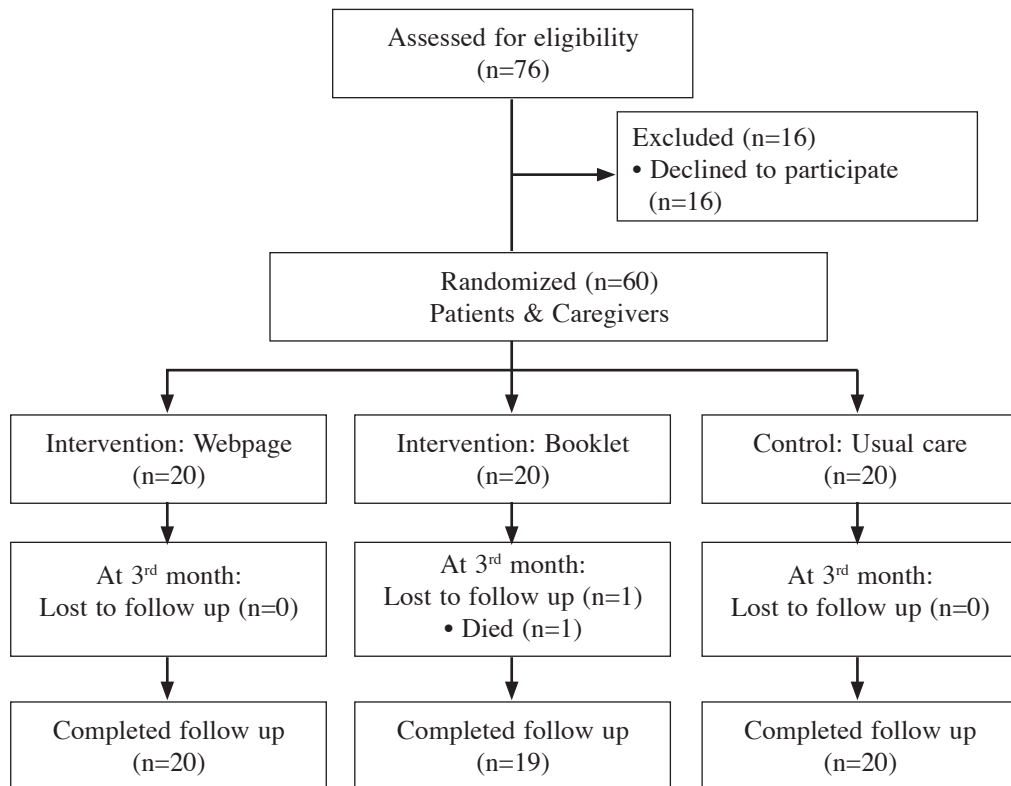 Assessed for eligibility
(n=76)
Excluded (n=16)
• Declined to participate
(n=16)
Randomized (n=60)
Patients & Caregivers
Intervention: Webpage
(n=20)
Intervention: Booklet
(n=20)
Control: Usual care
(n=20)
At 3rd month:
Lost to follow up (n=0)
At 3rd month:
Lost to follow up (n=1)
• Died (n=1)
At 3rd month:
Lost to follow up (n=0)
Completed follow up
(n=20)
Completed follow up
(n=19)
Completed follow up
(n=20)